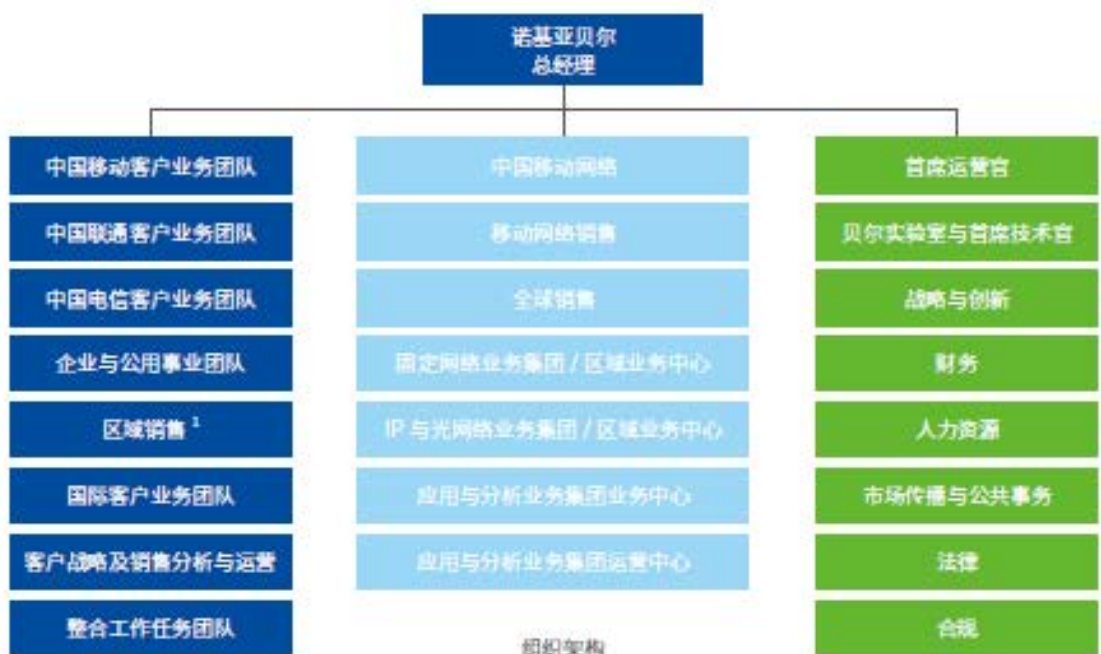 诺基亚贝尔
总经理
中国移动客户业务团队
中国联通客户业务团队
中国电信客户业务团队
企业与公用事业团队
区域销售 1
国际客户业务团队
客户战略及销售分析与运营
整合工作任务团队
中国移动网络
移动网络销售
全球销售
固定网络业务集团 / 区域业务中心
IP 与光网络业务集团 / 区域业务中心
应用与分析业务集团业务中心
应用与分析业务集团运营中心
首席运营官
贝尔实验室与首席技术官
战略与创新
财务
人力资源
市场传播与公共事务
法律
合规
组织架构